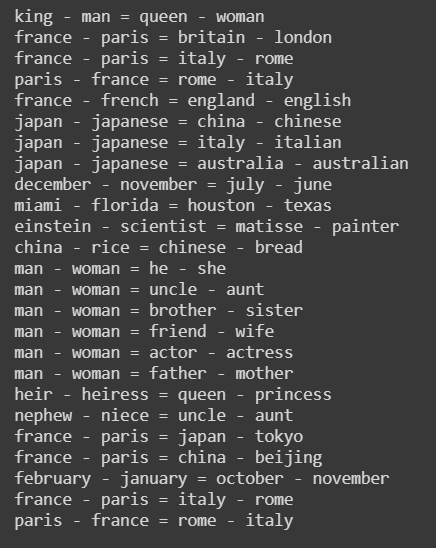 king - man = queen - woman
france - paris = britain - london
france - paris = italy - rome
paris - france = rome - italy
france - french = england - english
japan - japanese = china - chinese
japan - japanese = italy - italian
japan - japanese = australia - australian
december - november = july - june
miami - florida = houston - texas
einstein - scientist = matisse - painter
china - rice = chinese - bread
man - woman = he - she
man - woman = uncle - aunt
man - woman = brother - sister
man - woman = friend - wife
man - woman = actor - actress
man - woman = father - mother
heir - heiress = queen - princess
nephew - niece = uncle - aunt
france - paris = japan - tokyo
france - paris = china - beijing
february - january = october - november
france - paris = italy - rome
paris - france = rome - italy